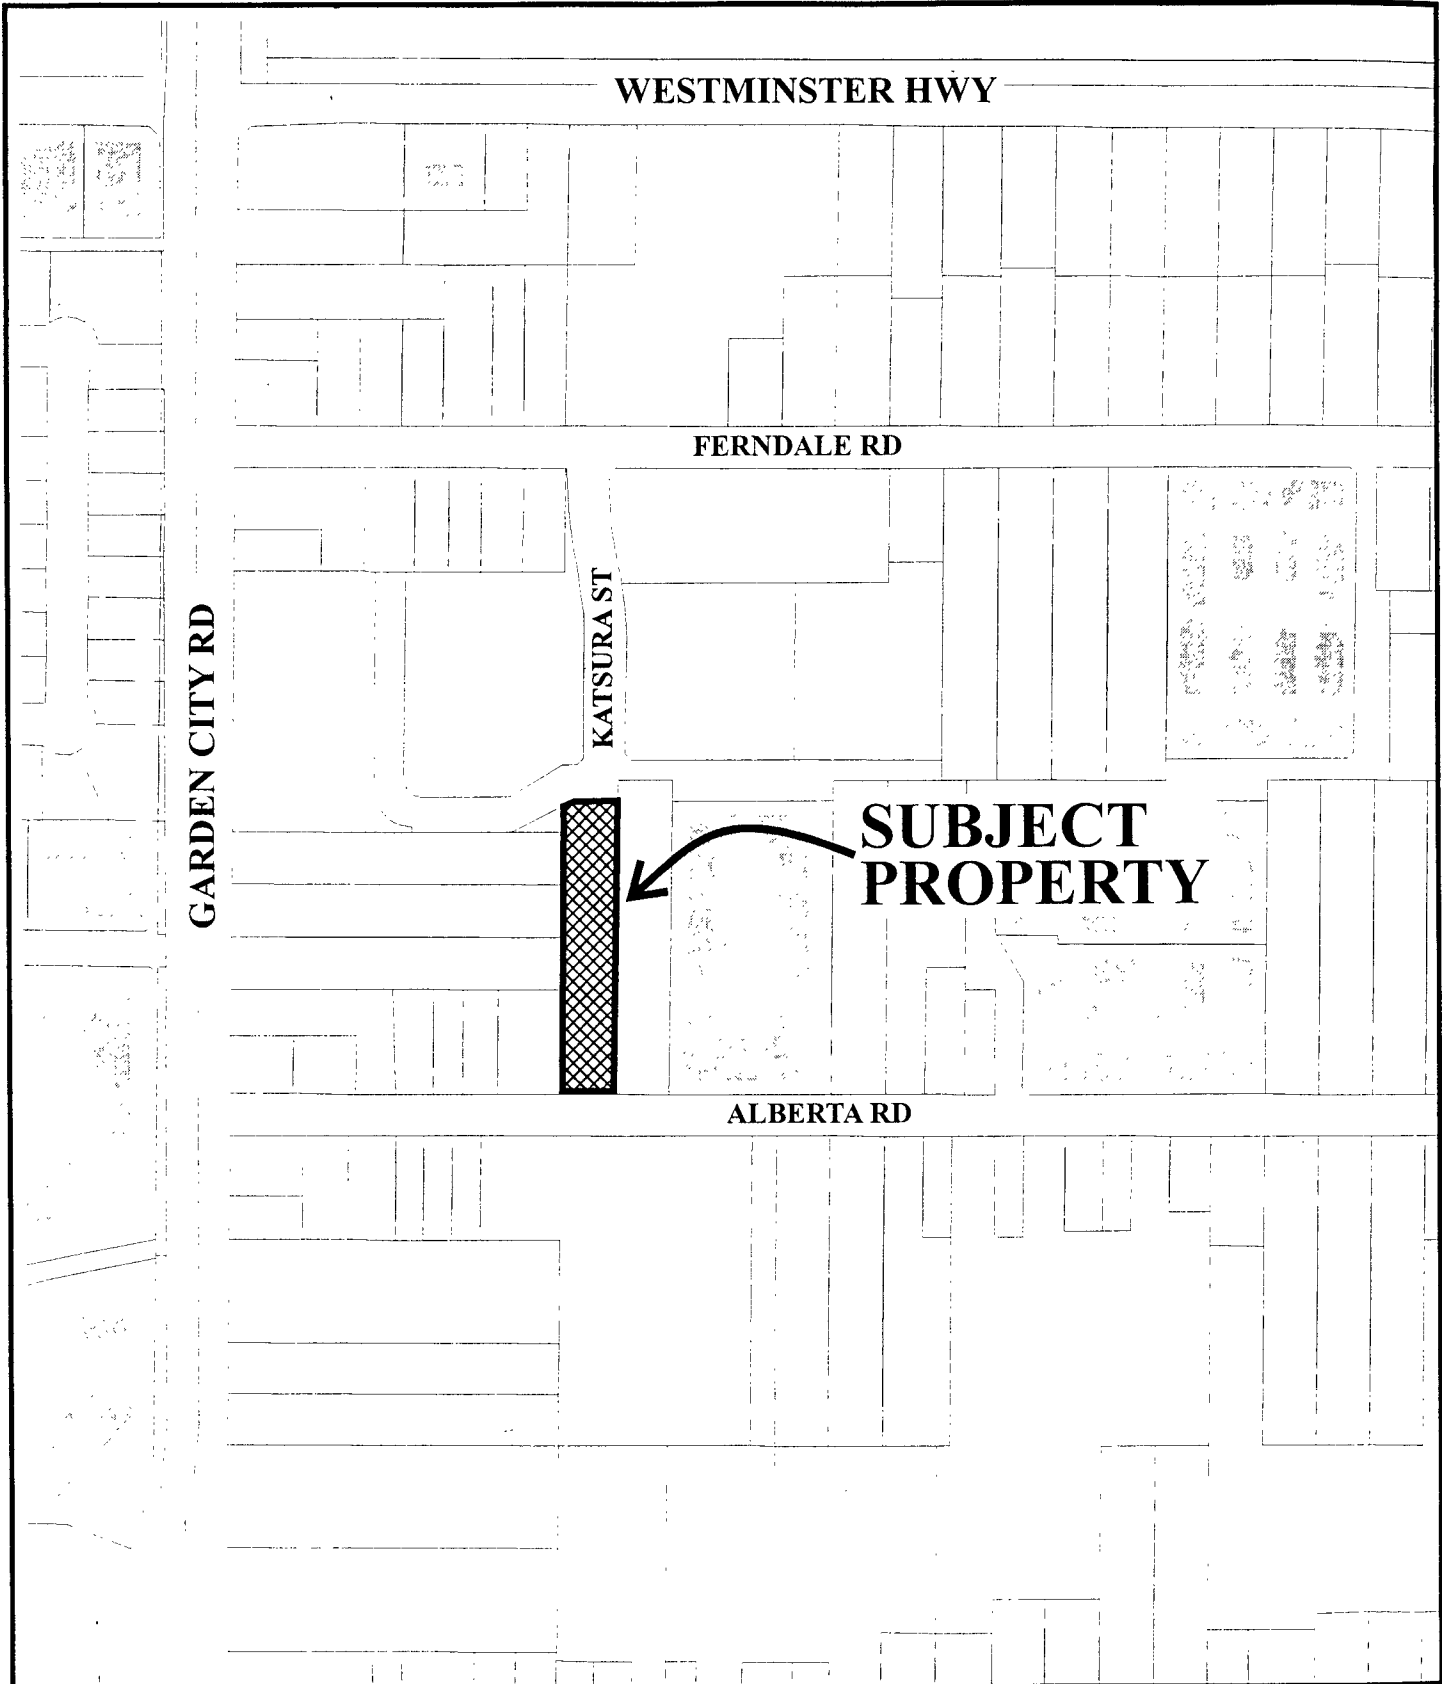 WESTMINSTER HWY
FERNDALE RD
KATSURA ST
GARDEN CITY RD
SUBJECT
PROPERTY
ALBERTA RD